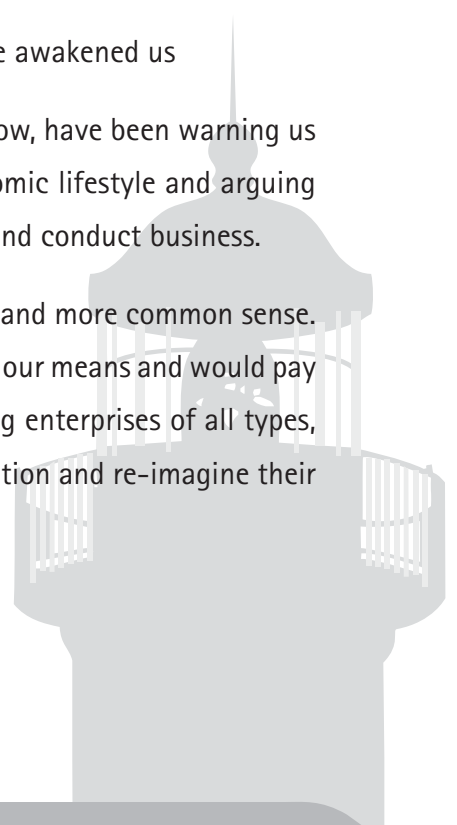 e awakened us
ow, have been warning us
omic lifestyle and arguing
nd conduct business.
and more common sense.
our means and would pay
g enterprises of all types,
tion and re-imagine their